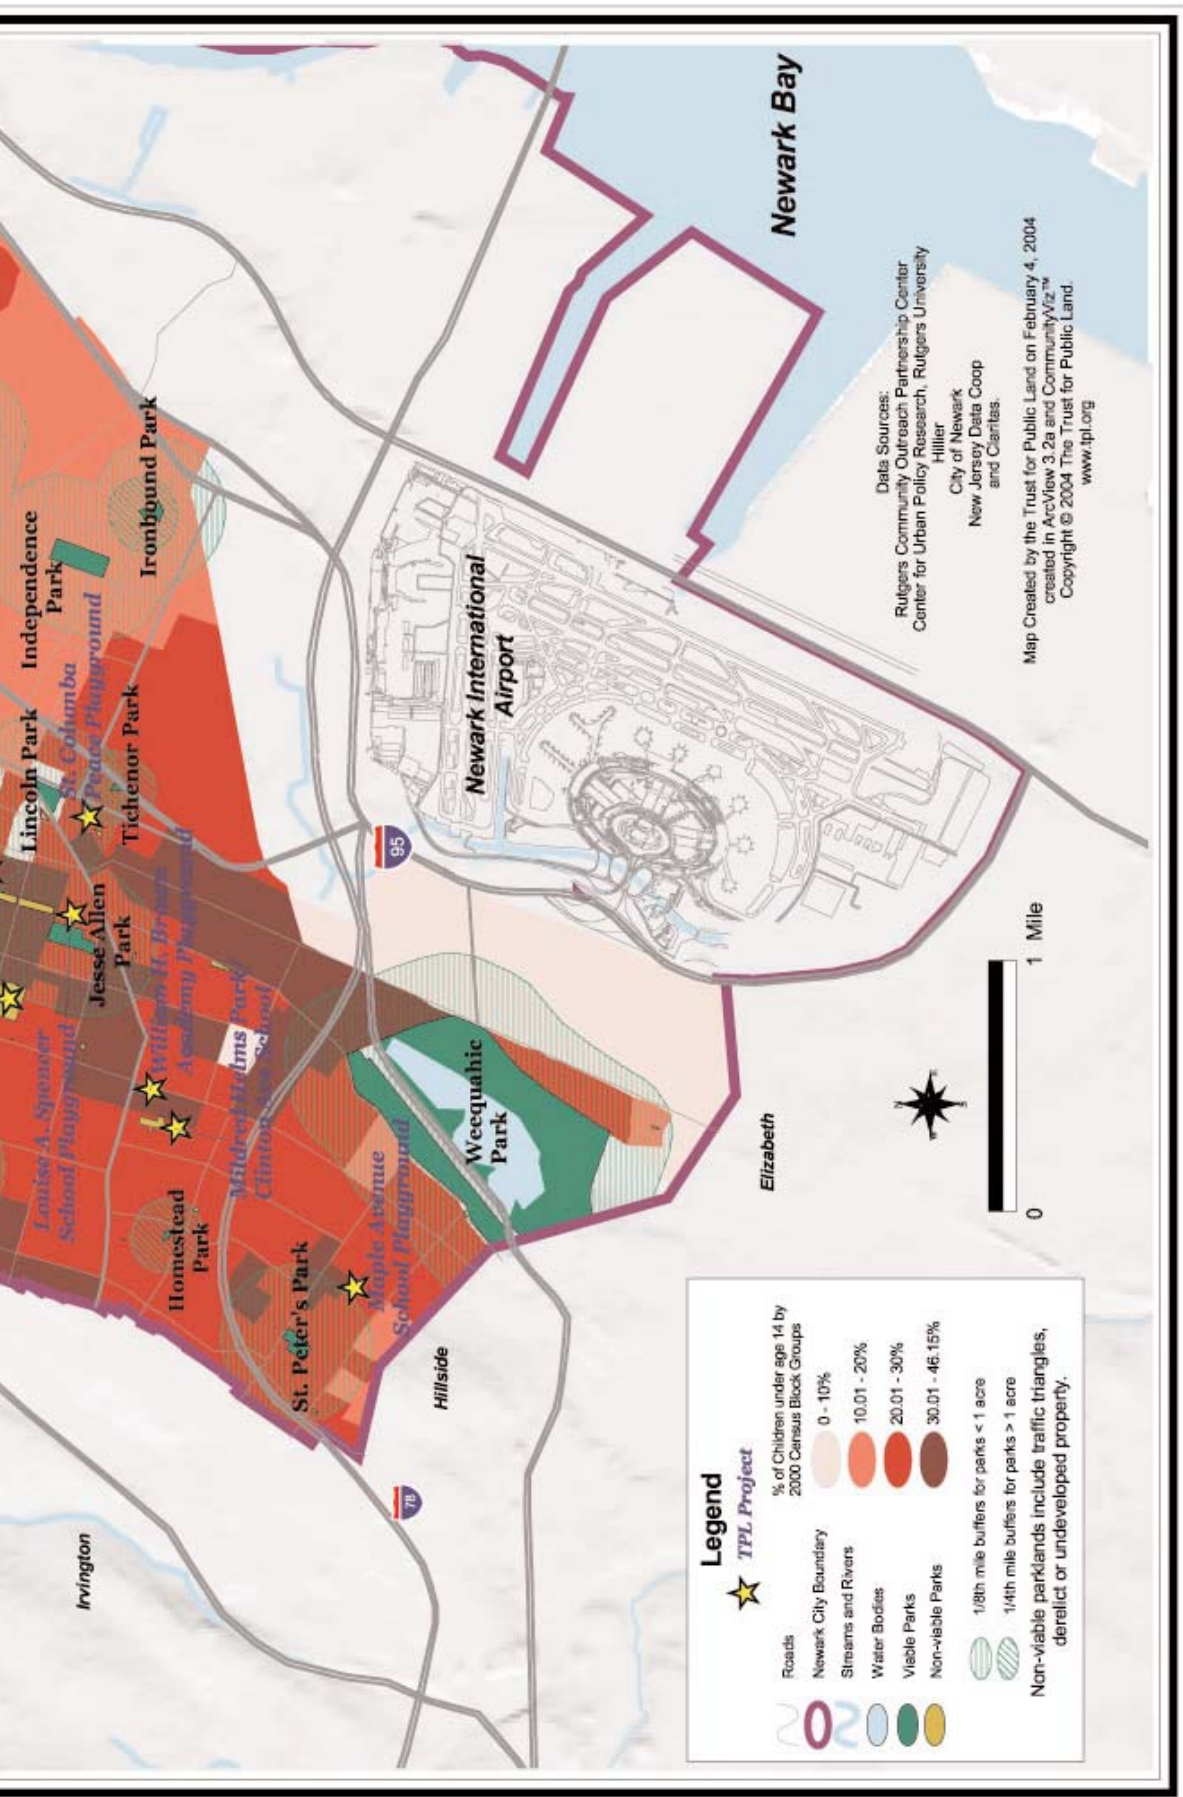 Newark Bay
Independence
Park
Ironbound Park
Lincoln Park
St. Columba
Peace Playground
Tichenor Park
Newark International
Airport
95
Jesse Allen
Park
William H. Brown
Academy Playground
Louise A. Spencer
School Playground
Mildred Helms Park/
Clinton Ave School
Weequahic
Park
Homestead
Park
St. Peter's Park
Maple Avenue
School Playground
Elizabeth
Hillside
78
Irvington
N
E
S
W
0
1 Mile
Data Sources:
Rutgers Community Outreach Partnership Center
Center for Urban Policy Research, Rutgers University
Hillier
City of Newark
New Jersey Data Coop
and Claritas.
Map Created by the Trust for Public Land on February 4, 2004
created in ArcView 3.2a and CommunityViz™
Copyright © 2004 The Trust for Public Land.
www.tpl.org
Legend
TPL Project
Roads
Newark City Boundary
Streams and Rivers
Water Bodies
Viable Parks
Non-viable Parks
% of Children under age 14 by
2000 Census Block Groups
0 - 10%
10.01 - 20%
20.01 - 30%
30.01 - 46.15%
1/8th mile buffers for parks < 1 acre
1/4th mile buffers for parks > 1 acre
Non-viable parklands include traffic triangles,
derelict or undeveloped property.